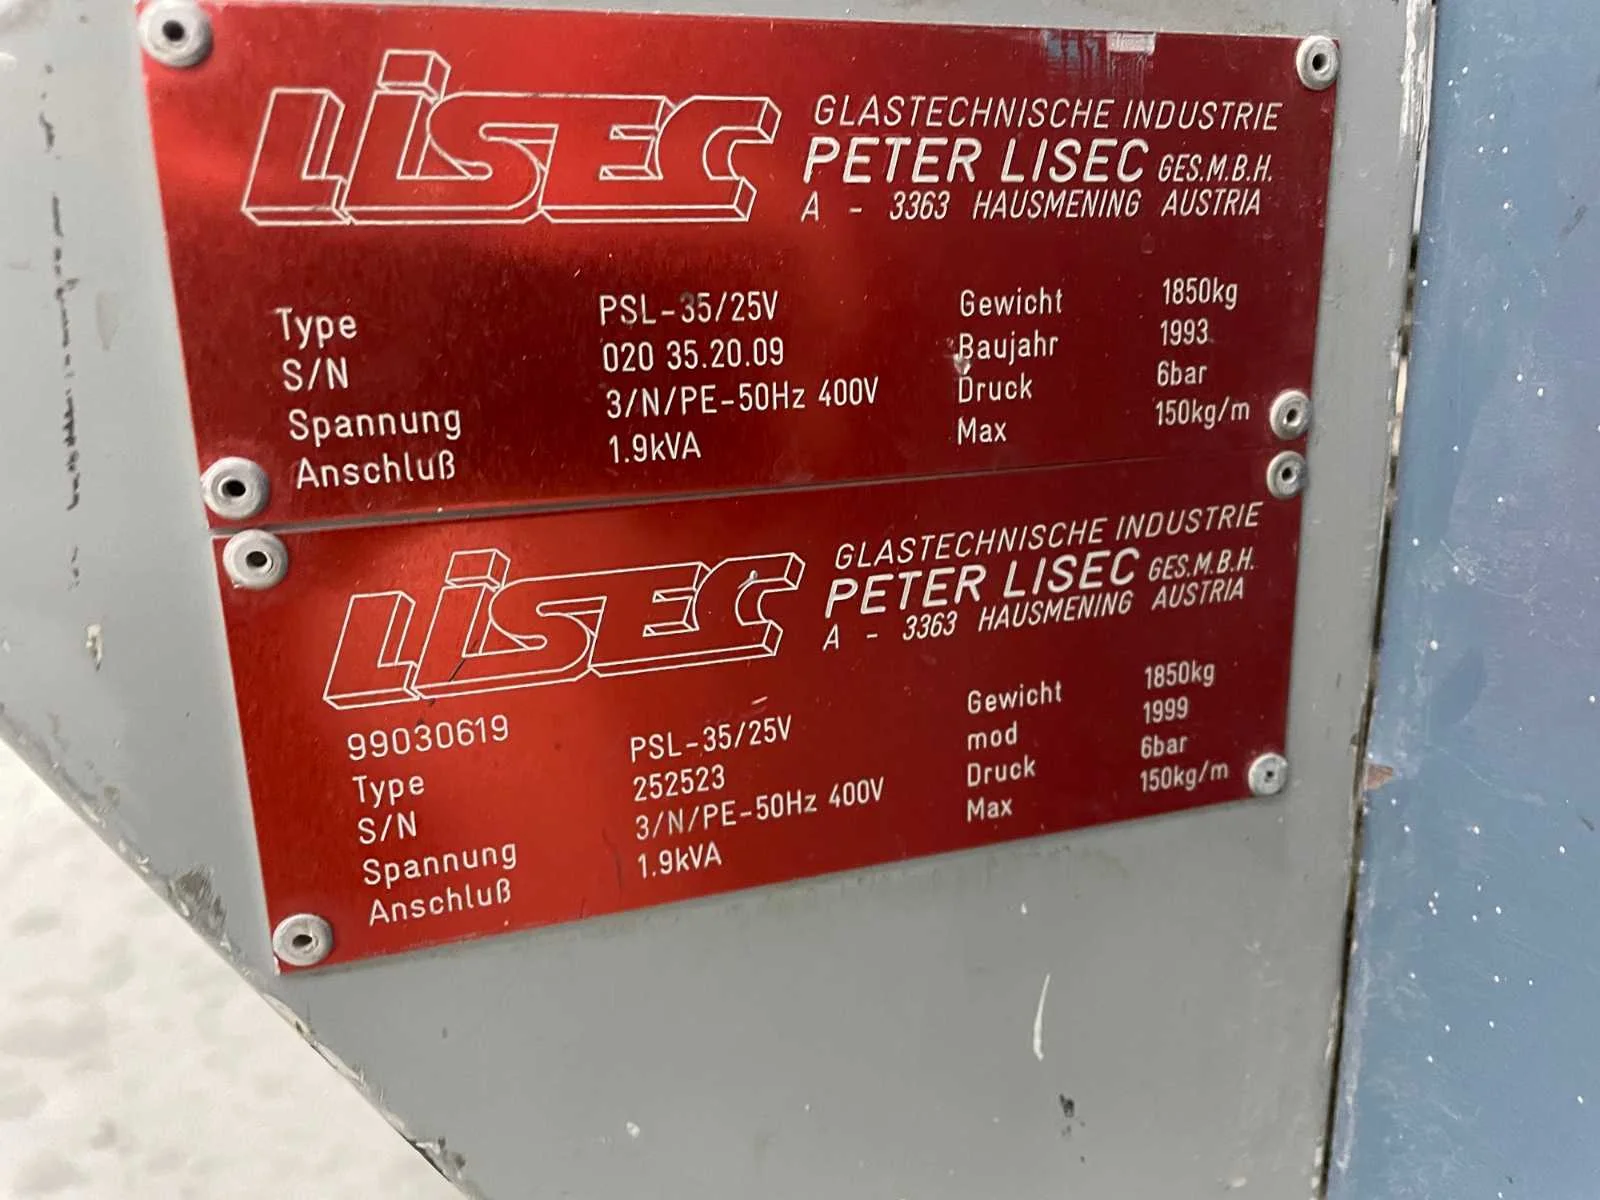 LISEC
GLASTECHNISCHE INDUSTRIE
PETER LISEC GES.M.B.H.
A - 3363 HAUSMENING AUSTRIA
Type PSL-35/25V Gewicht 1850kg
S/N 020 35.20.09 Baujahr 1993
Spannung 3/N/PE-50Hz 400V Druck 6bar
Anschluß 1.9kVA Max 150kg/m
LISEC
GLASTECHNISCHE INDUSTRIE
PETER LISEC GES.M.B.H.
A - 3363 HAUSMENING AUSTRIA
99030619
Type PSL-35/25V Gewicht 1850kg
S/N 252523 mod 1999
Spannung 3/N/PE-50Hz 400V Druck 6bar
Anschluß 1.9kVA Max 150kg/m